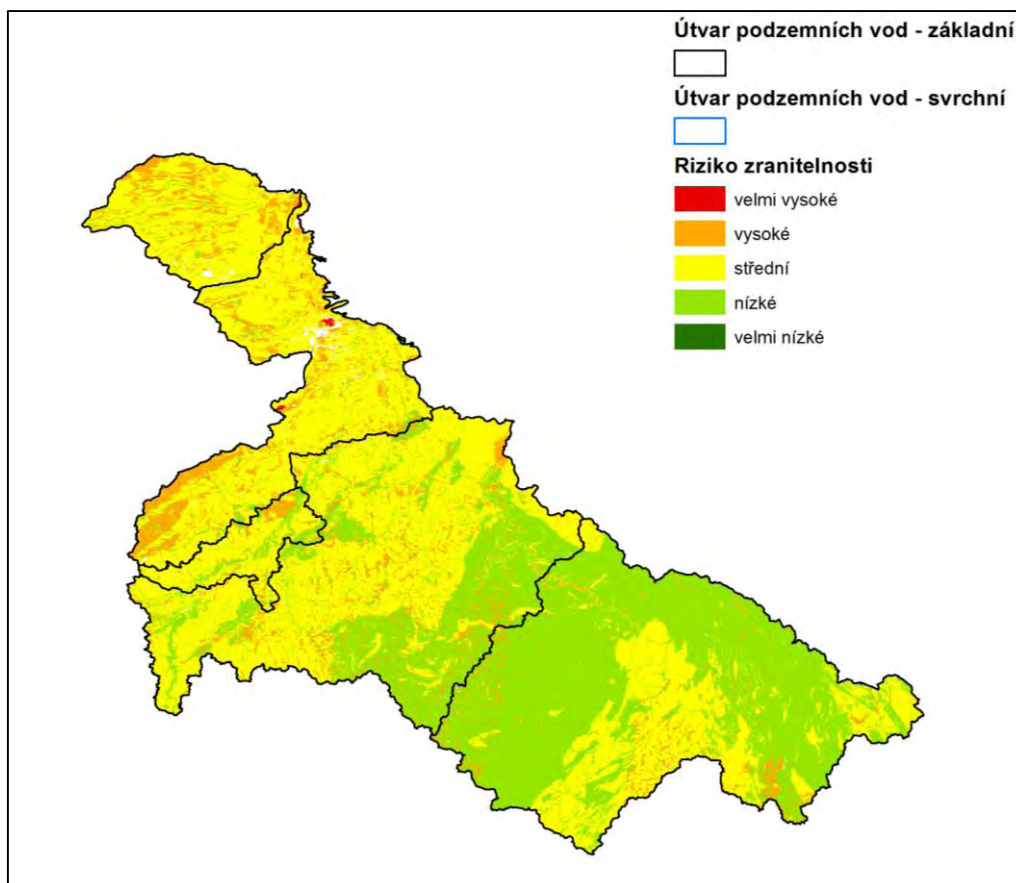 Útvar podzemních vod - základní
Útvar podzemních vod - svrchní
Riziko zranitelnosti
velmi vysoké
vysoké
střední
nízké
velmi nízké